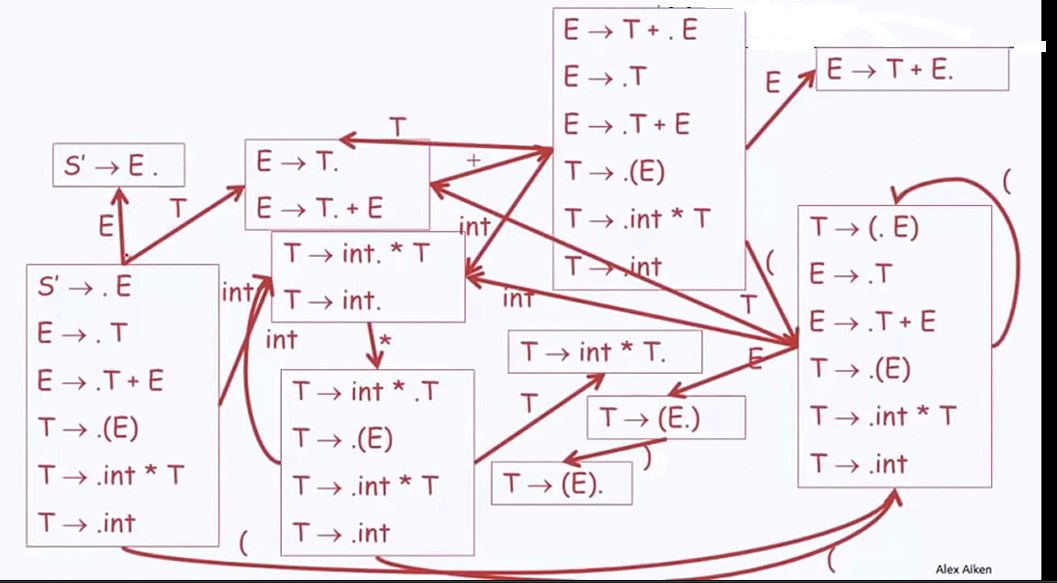 E → T + . E
E → .T
E → .T + E
T → .(E)
T → .int * T
T → .int
E
E → T + E.
S' → E .
E
T
E → T.
E → T. + E
T
+
int
T → int. * T
T → int.
int
int
int
*
S' → . E
E → . T
E → .T + E
T → .(E)
T → .int * T
T → .int
(
T → int * .T
T → .(E)
T → .int * T
T → .int
T
T → int * T.
E
T → (E.)
)
T → (E).
(
T
(
T → (. E)
E → .T
E → .T + E
T → .(E)
T → .int * T
T → .int
(
Alex Aiken